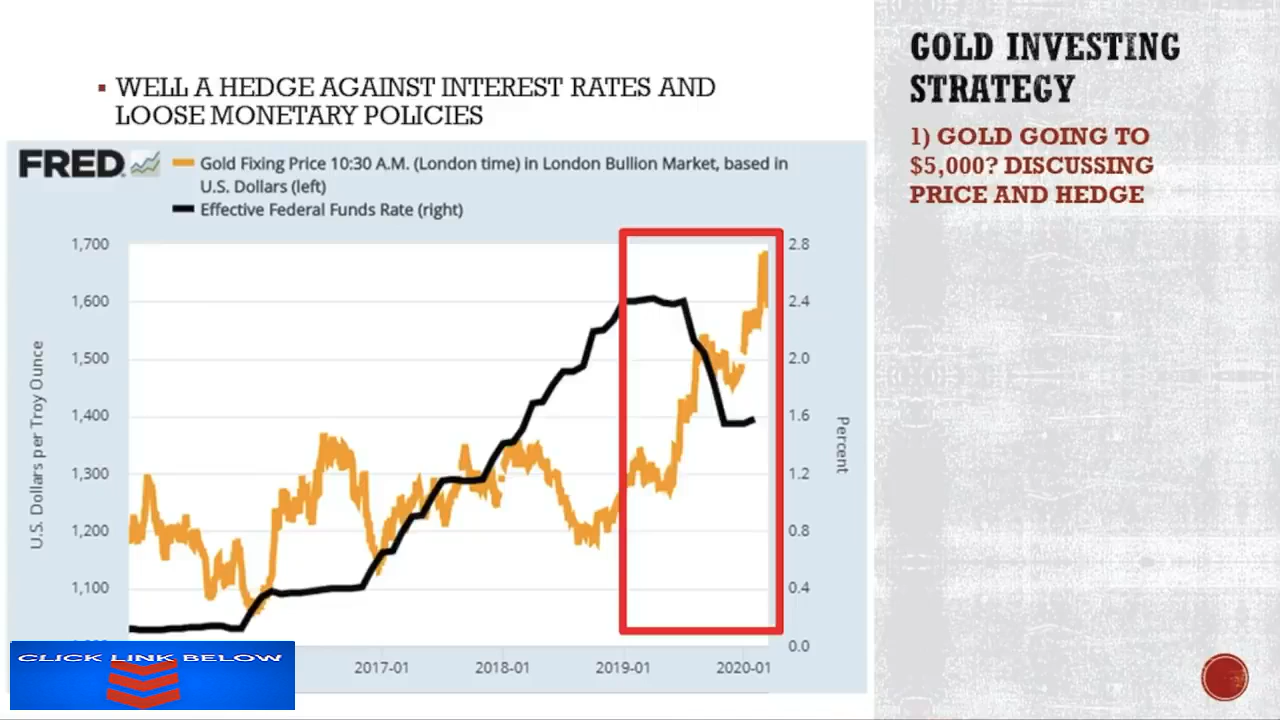 ▪ WELL A HEDGE AGAINST INTEREST RATES AND
LOOSE MONETARY POLICIES
GOLD INVESTING
STRATEGY
1) GOLD GOING TO
$5,000? DISCUSSING
PRICE AND HEDGE
FRED
Gold Fixing Price 10:30 A.M. (London time) in London Bullion Market, based in
U.S. Dollars (left)
Effective Federal Funds Rate (right)
1,700
1,600
1,500
1,400
1,300
1,200
1,100
U.S. Dollars per Troy Ounce
2.8
2.4
2.0
1.6
1.2
0.8
0.4
0.0
Percent
2017-01
2018-01
2019-01
2020-01
CLICK LINK BELOW